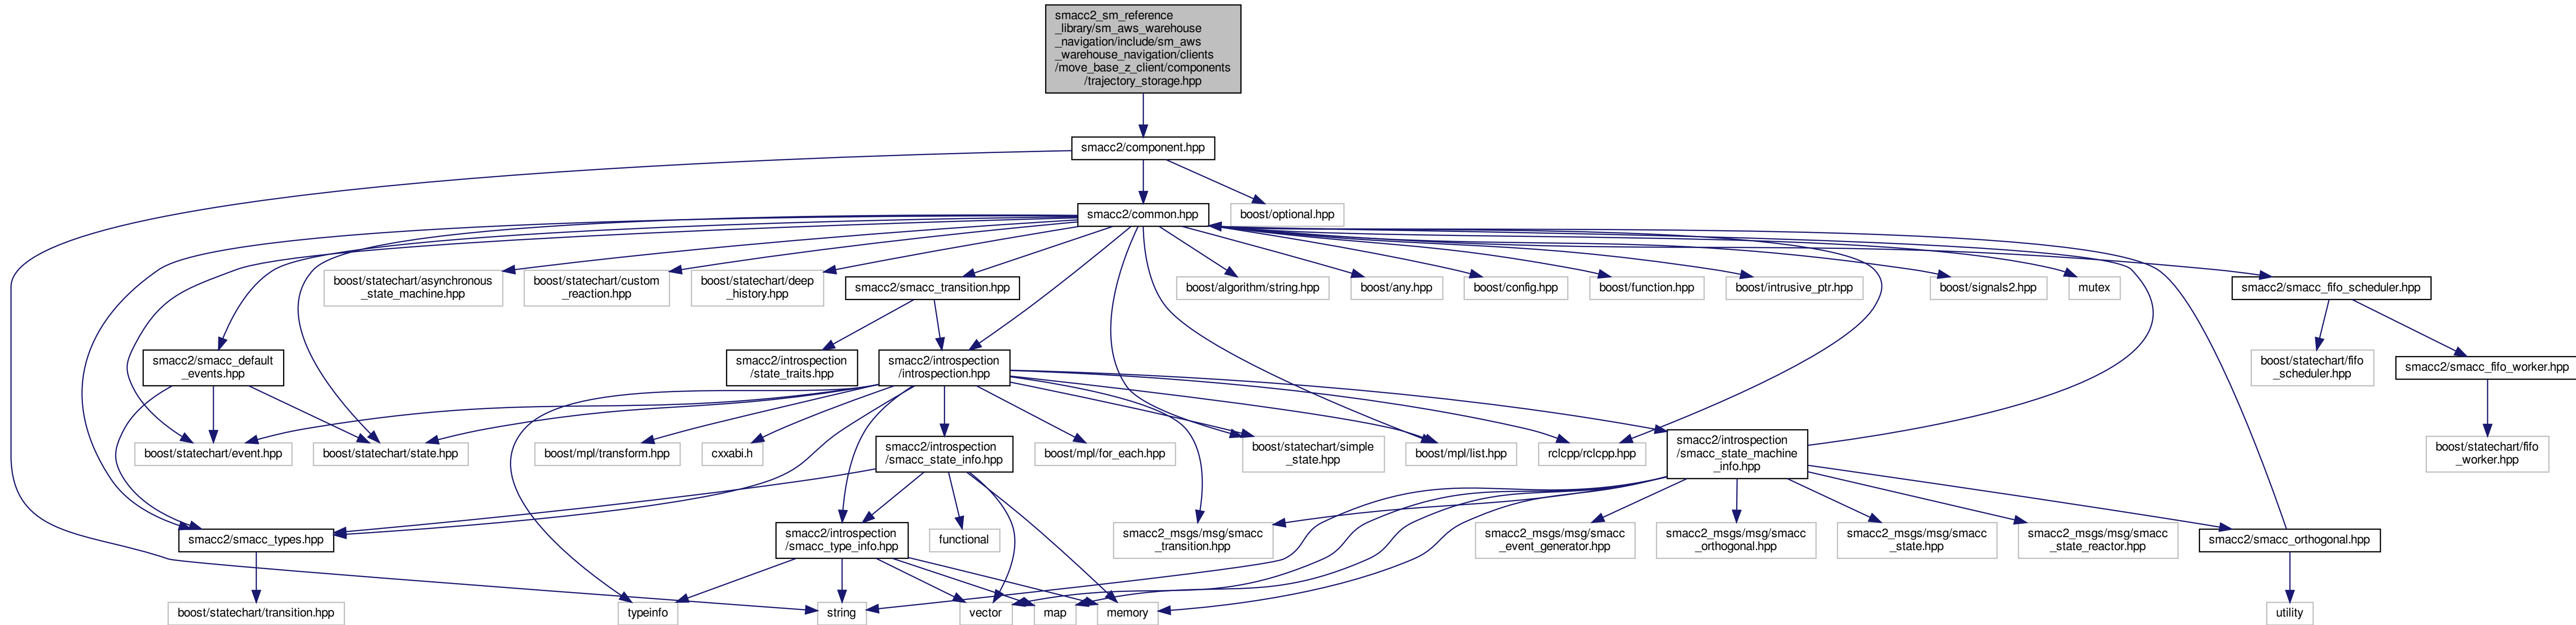 smacc2_sm_reference
_library/sm_aws_warehouse
_navigation/include/sm_aws
_warehouse_navigation/clients
/move_base_z_client/components
/trajectory_storage.hpp
smacc2/component.hpp
smacc2/common.hpp
boost/optional.hpp
boost/statechart/asynchronous
_state_machine.hpp
boost/statechart/custom
_reaction.hpp
boost/statechart/deep
_history.hpp
smacc2/smacc_transition.hpp
boost/algorithm/string.hpp
boost/any.hpp
boost/config.hpp
boost/function.hpp
boost/intrusive_ptr.hpp
boost/signals2.hpp
mutex
smacc2/smacc_fifo_scheduler.hpp
smacc2/smacc_default
_events.hpp
smacc2/introspection
/state_traits.hpp
smacc2/introspection
/introspection.hpp
boost/statechart/fifo
_scheduler.hpp
smacc2/smacc_fifo_worker.hpp
boost/statechart/event.hpp
boost/statechart/state.hpp
boost/mpl/transform.hpp
cxxabi.h
smacc2/introspection
/smacc_state_info.hpp
boost/mpl/for_each.hpp
boost/statechart/simple
_state.hpp
boost/mpl/list.hpp
rclcpp/rclcpp.hpp
smacc2/introspection
/smacc_state_machine
_info.hpp
boost/statechart/fifo
_worker.hpp
smacc2/smacc_types.hpp
smacc2/introspection
/smacc_type_info.hpp
functional
smacc2_msgs/msg/smacc
_transition.hpp
smacc2_msgs/msg/smacc
_event_generator.hpp
smacc2_msgs/msg/smacc
_orthogonal.hpp
smacc2_msgs/msg/smacc
_state.hpp
smacc2_msgs/msg/smacc
_state_reactor.hpp
smacc2/smacc_orthogonal.hpp
boost/statechart/transition.hpp
typeinfo
string
vector
map
memory
utility